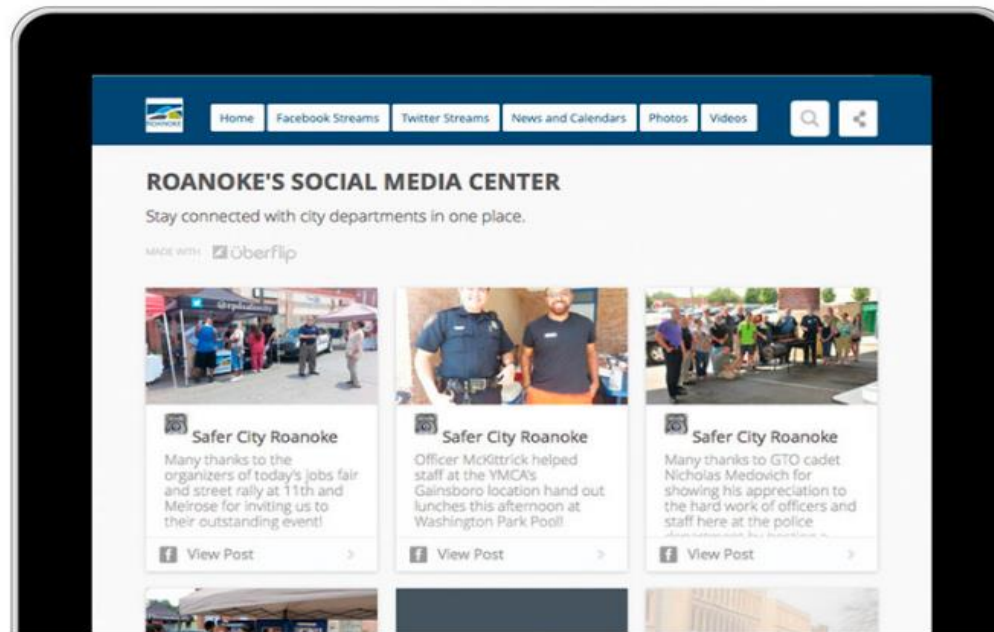 ROANOKE
Home
Facebook Streams
Twitter Streams
News and Calendars
Photos
Videos
ROANOKE'S SOCIAL MEDIA CENTER
Stay connected with city departments in one place.
MADE WITH
überflip
Safer City Roanoke
Many thanks to the
organizers of today's jobs fair
and street rally at 11th and
Melrose for inviting us to
their outstanding event!
View Post
Safer City Roanoke
Officer McKittrick helped
staff at the YMCA's
Gainsboro location hand out
lunches this afternoon at
Washington Park Pool!
View Post
Safer City Roanoke
Many thanks to GTO cadet
Nicholas Medovich for
showing his appreciation to
the hard work of officers and
staff here at the police
department by hosting a
View Post